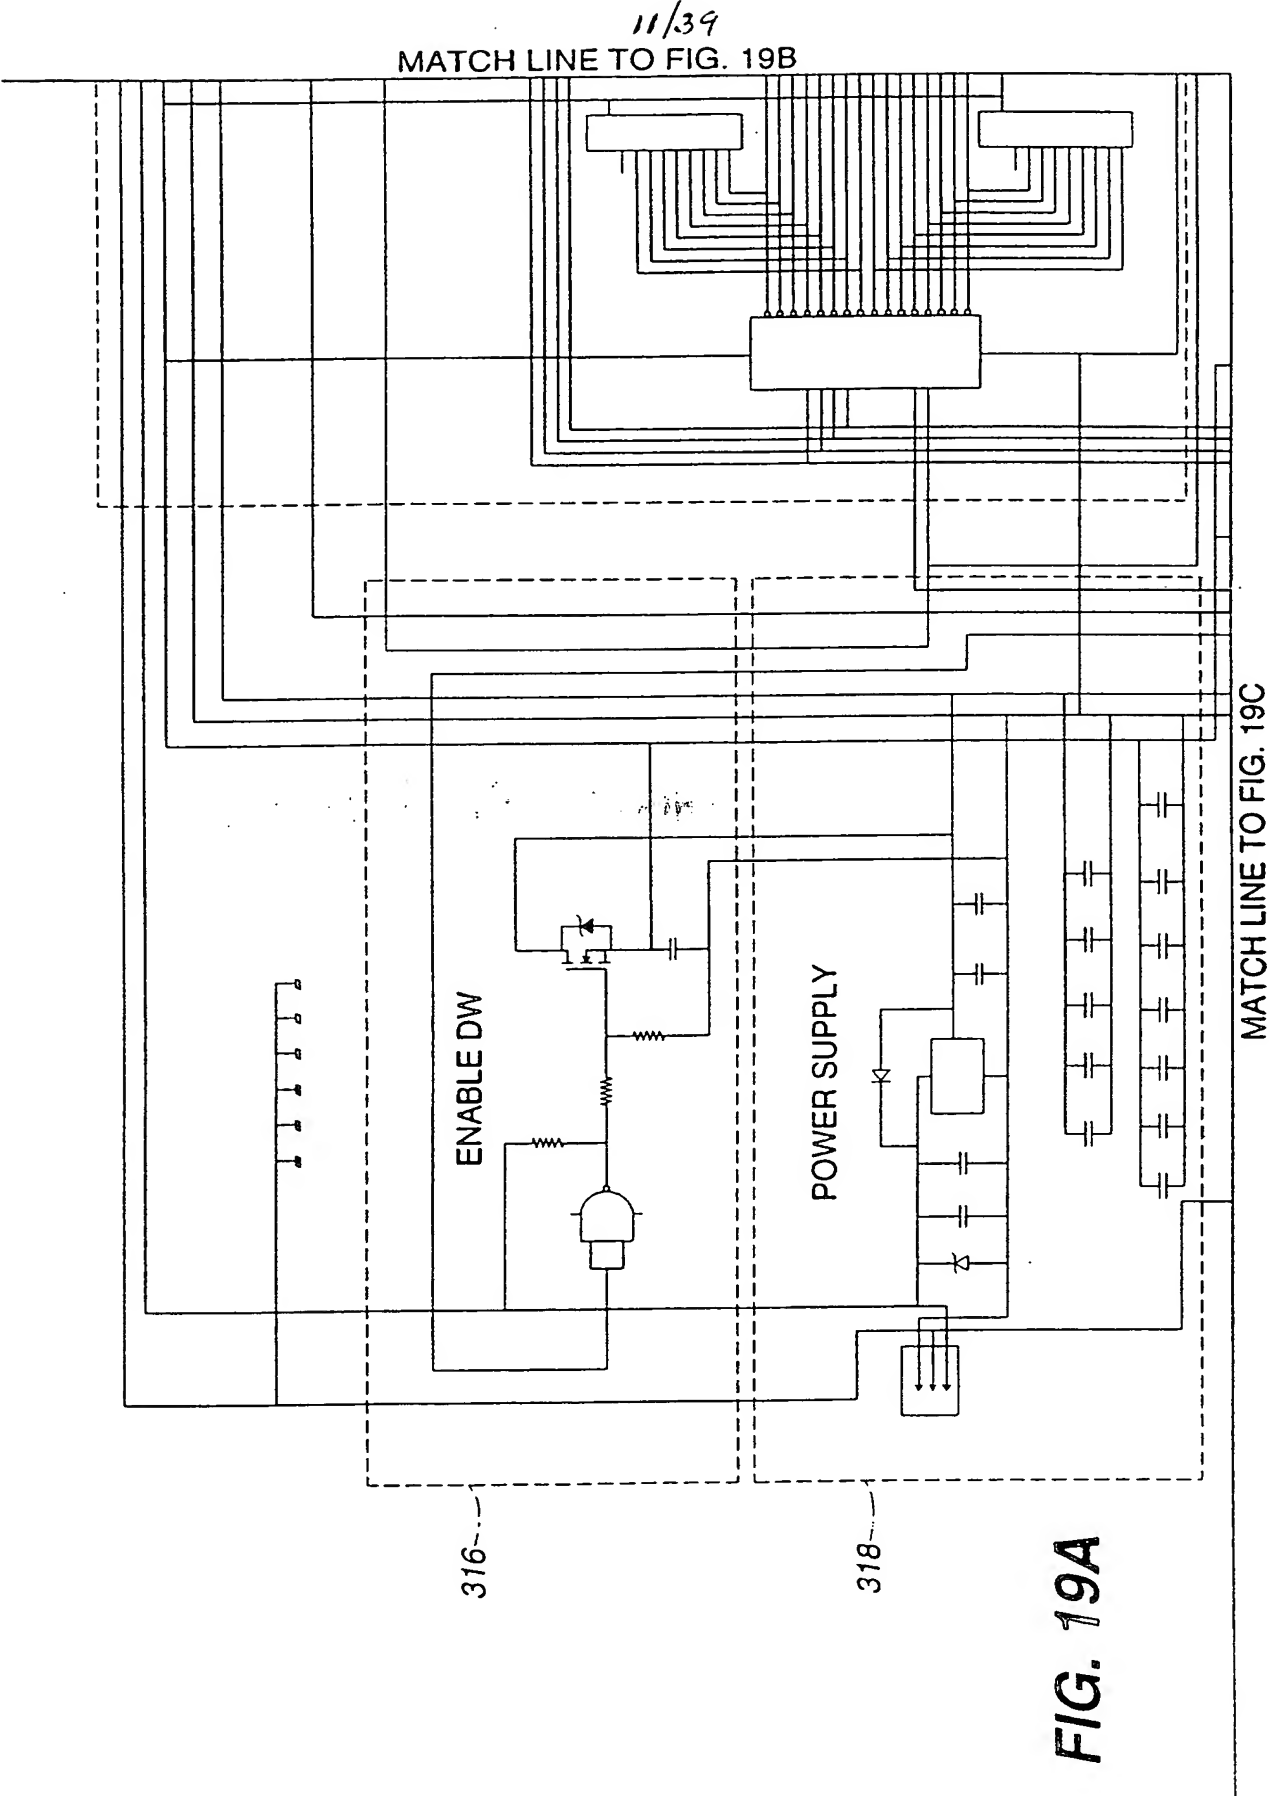 11/39
MATCH LINE TO FIG. 19B
MATCH LINE TO FIG. 19C
ENABLE DW
POWER SUPPLY
316
318
FIG. 19A